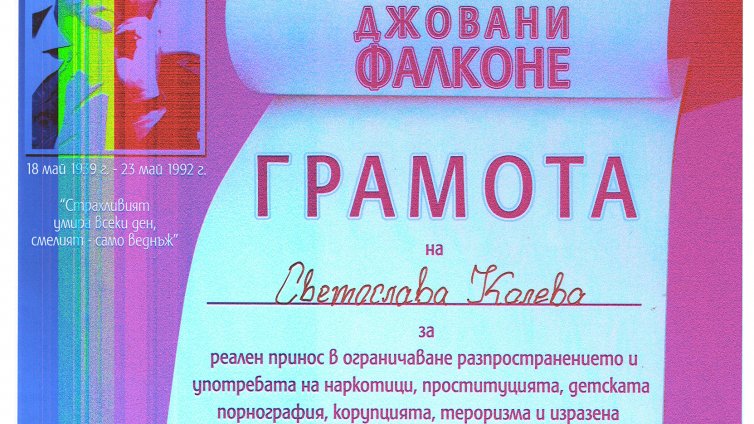 ДЖОВАНИ
ФАЛКОНЕ
18 май 1939 г. - 23 май 1992 г.
"Страхливият
умира всеки ден,
смелият - само веднъж"
ГРАМОТА
на
Светослава Колева
за
реален принос в ограничаване разпространението и
употребата на наркотици, проституцията, детската
порнография, корупцията, тероризма и изразена